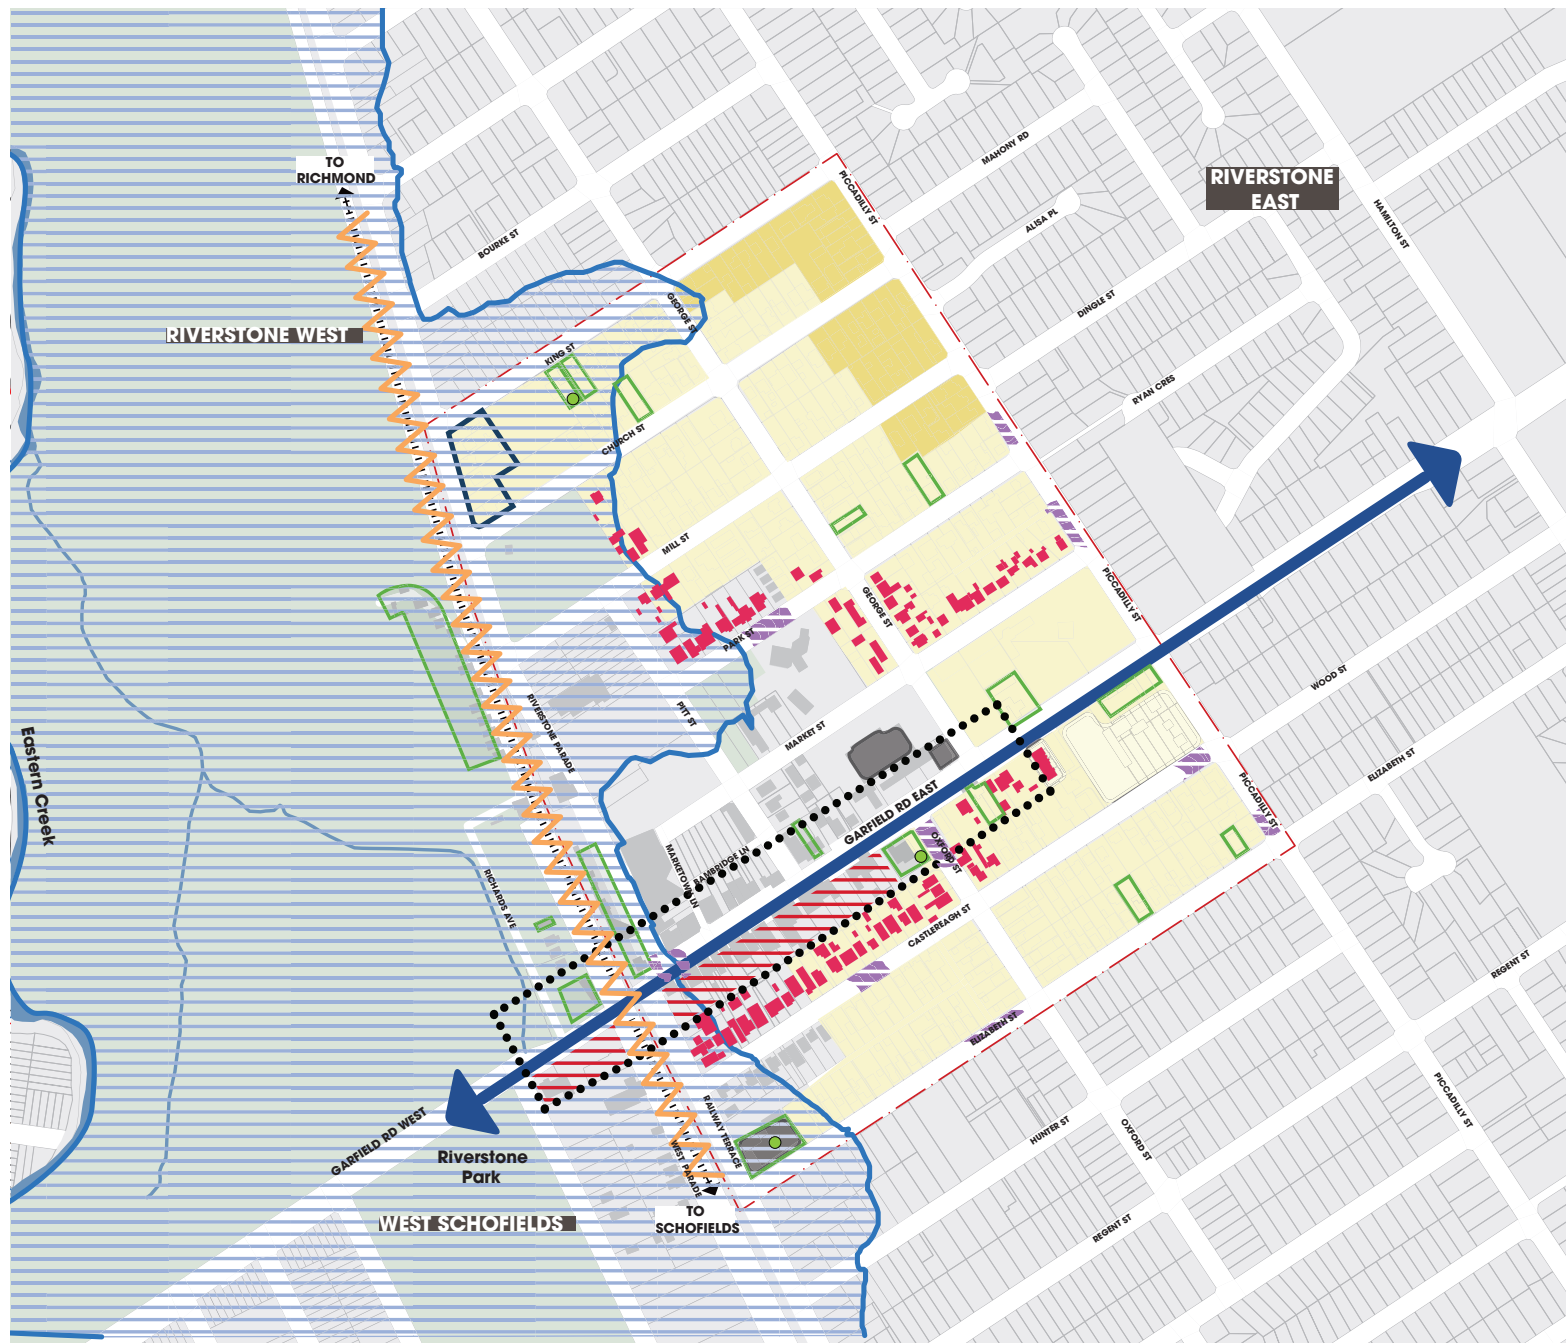 TO
RICHMOND
PICCADILLY ST
MAHONY RD
RIVERSTONE
EAST
HAMILTON ST
ALISA PL
BOURKE ST
DINGLE ST
GEORGE ST
RIVERSTONE WEST
KING ST
RYAN CRES
CHURCH ST
MILL ST
PICCADILLY ST
GEORGE ST
PARK ST
WOOD ST
RIVERSTONE PARADE
PITT ST
MARKET ST
Eastern Creek
ELIZABETH ST
PICCADILLY ST
GARFIELD RD EAST
OXFORD ST
MARKETOWN LN
BAMBRIDGE LN
RICHARDS AVE
CASTLEREAGH ST
REGENT ST
ELIZABETH ST
GARFIELD RD WEST
RAILWAY TERRACE
WEST PARADE
HUNTER ST
OXFORD ST
PICCADILLY ST
Riverstone
Park
WEST SCHOFIELDS
TO
SCHOFIELDS
REGENT ST